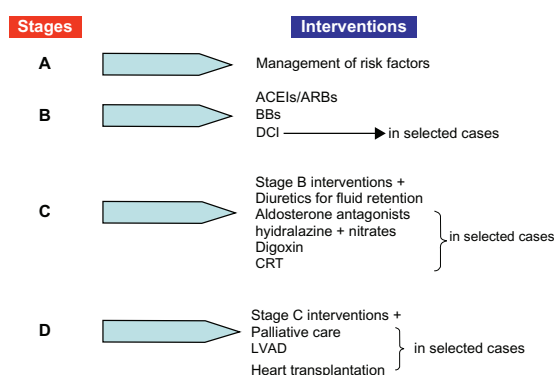 Stages Interventions
A Management of risk factors
ACEIs/ARBs
B BBs
DCI in selected cases
Stage B interventions +
Diuretics for fluid retention
C Aldosterone antagonists
hyidralazine + nitrates in selected cases
Digoxin
CRT
Stage C interventions +
D Palliative care
LVAD in selected cases
Heart transplantation